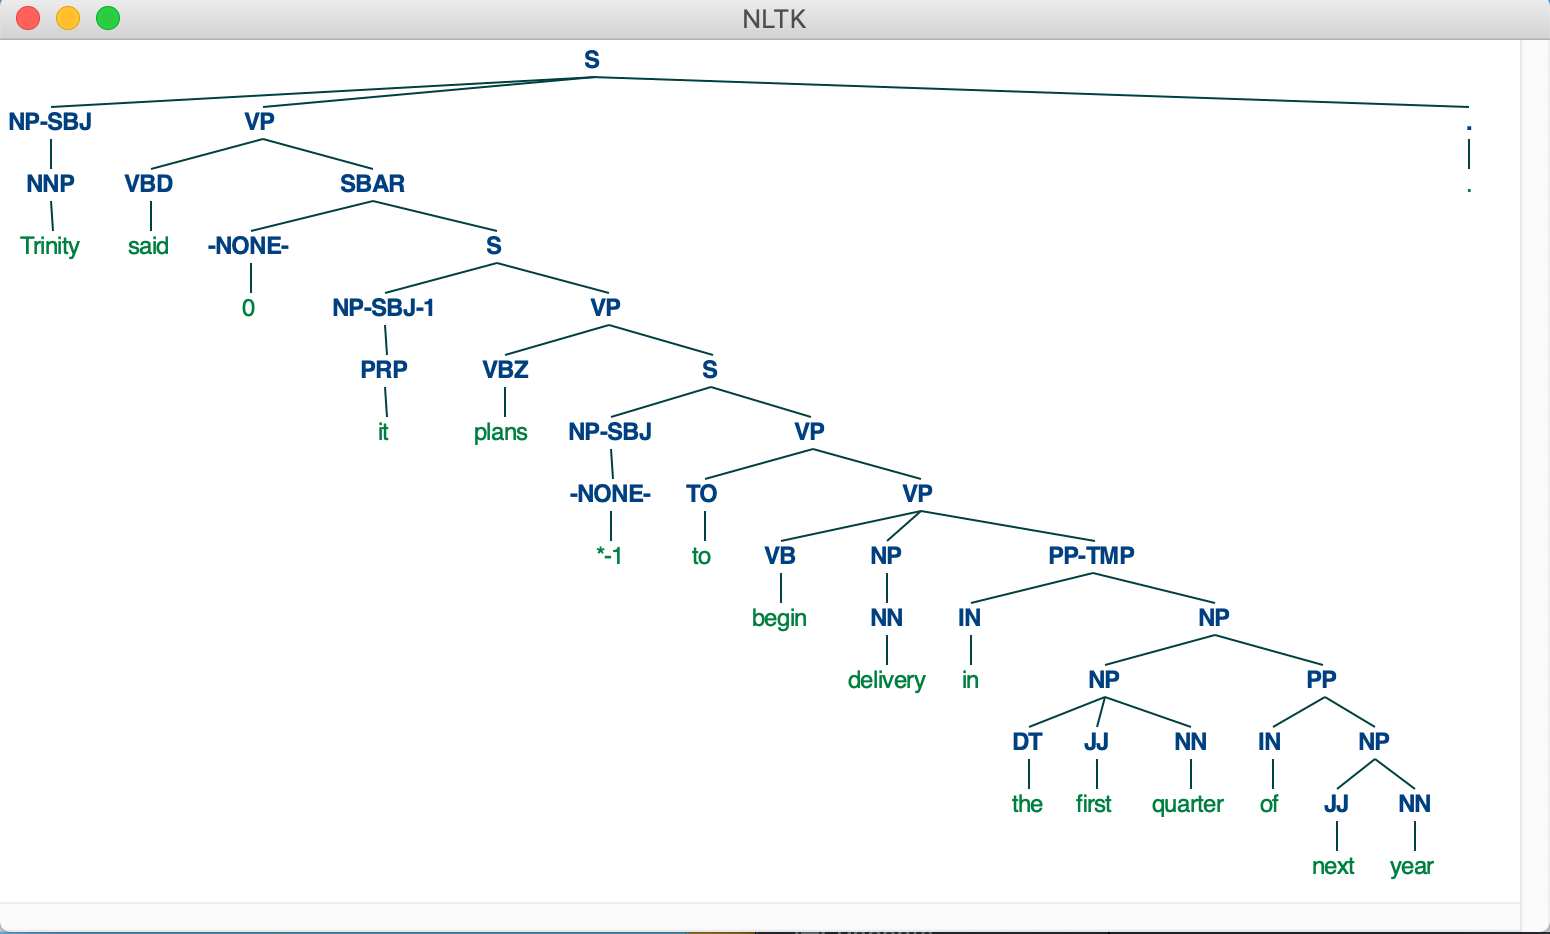 NLTK
S
NP-SBJ VP .
NNP VBD SBAR .
Trinity said -NONE- S
0 NP-SBJ-1 VP
PRP VBZ S
it plans NP-SBJ VP
-NONE- TO VP
*-1 to VB NP PP-TMP
begin NN IN NP
delivery in NP PP
DT JJ NN IN NP
the first quarter of JJ NN
next year